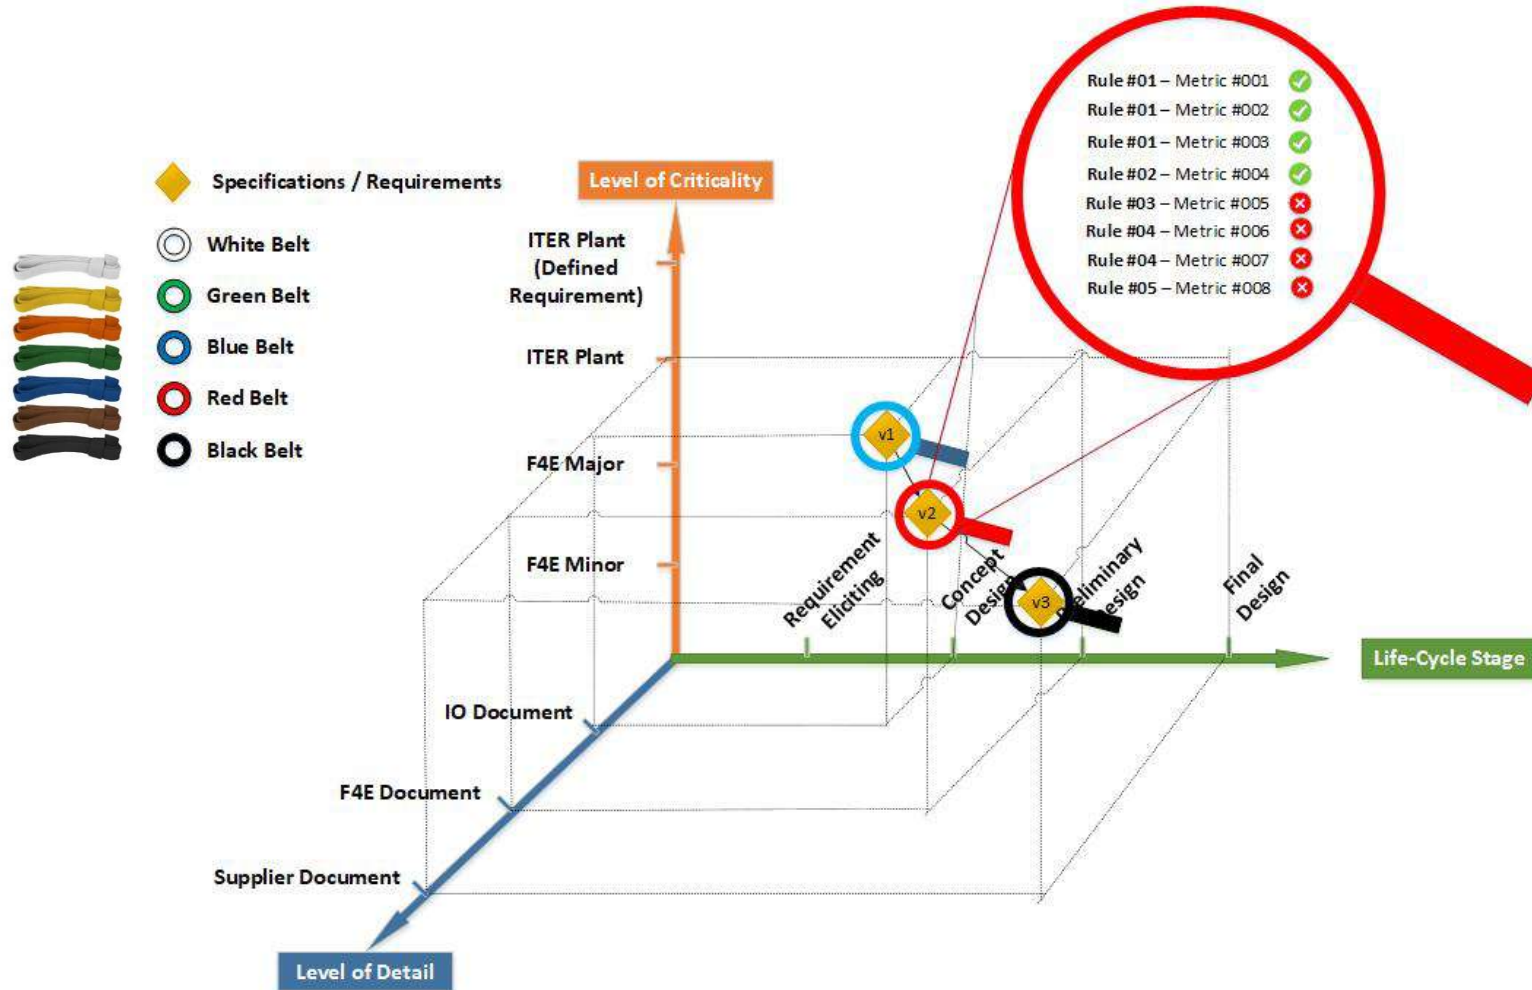 Rule #01 – Metric #001
Rule #01 – Metric #002
Rule #01 – Metric #003
Rule #02 – Metric #004
Rule #03 – Metric #005
Rule #04 – Metric #006
Rule #04 – Metric #007
Rule #05 – Metric #008
Specifications / Requirements
White Belt
Green Belt
Blue Belt
Red Belt
Black Belt
Level of Criticality
ITER Plant
(Defined
Requirement)
ITER Plant
F4E Major
F4E Minor
v1
v2
v3
Requirement
Eliciting
Concept
Design
Preliminary
Design
Final
Design
Life-Cycle Stage
IO Document
F4E Document
Supplier Document
Level of Detail